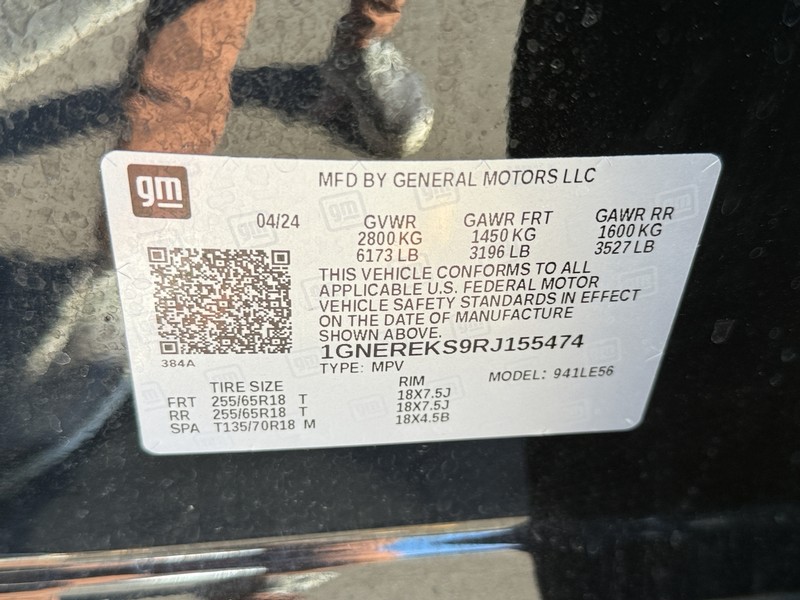 gm
MFD BY GENERAL MOTORS LLC
04/24 GVWR GAWR FRT GAWR RR
2800 KG 1450 KG 1600 KG
6173 LB 3196 LB 3527 LB
THIS VEHICLE CONFORMS TO ALL
APPLICABLE U.S. FEDERAL MOTOR
VEHICLE SAFETY STANDARDS IN EFFECT
ON THE DATE OF MANUFACTURE
SHOWN ABOVE.
384A 1GNEREKS9RJ155474
TYPE: MPV MODEL: 941LE56
TIRE SIZE RIM
FRT 255/65R18 T 18X7.5J
RR 255/65R18 T 18X7.5J
SPA T135/70R18 M 18X4.5B